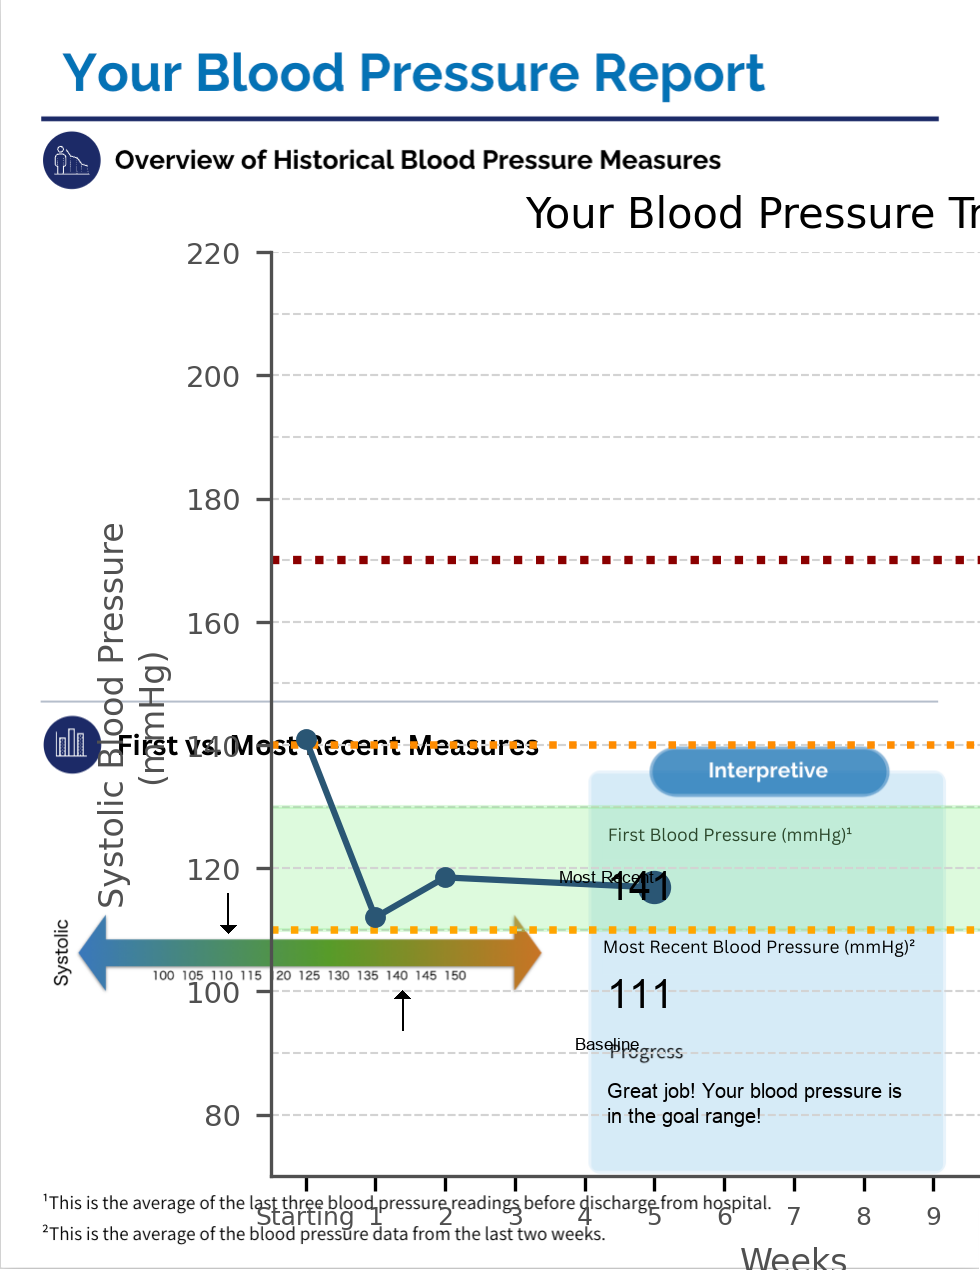 Your Blood Pressure Report
Overview of Historical Blood Pressure Measures
Your Blood Pressure Tr
220
200
180
160
140
120
100
80
Systolic Blood Pressure
(mmHg)
First vs. Most Recent Measures
Interpretive
First Blood Pressure (mmHg)¹
Most Recent
141
Most Recent Blood Pressure (mmHg)²
111
Baseline
Progress
Great job! Your blood pressure is
in the goal range!
Systolic
100 105 110 115 120 125 130 135 140 145 150
¹This is the average of the last three blood pressure readings before discharge from hospital.
Starting 1 2 3 4 5 6 7 8 9
²This is the average of the blood pressure data from the last two weeks.
Weeks